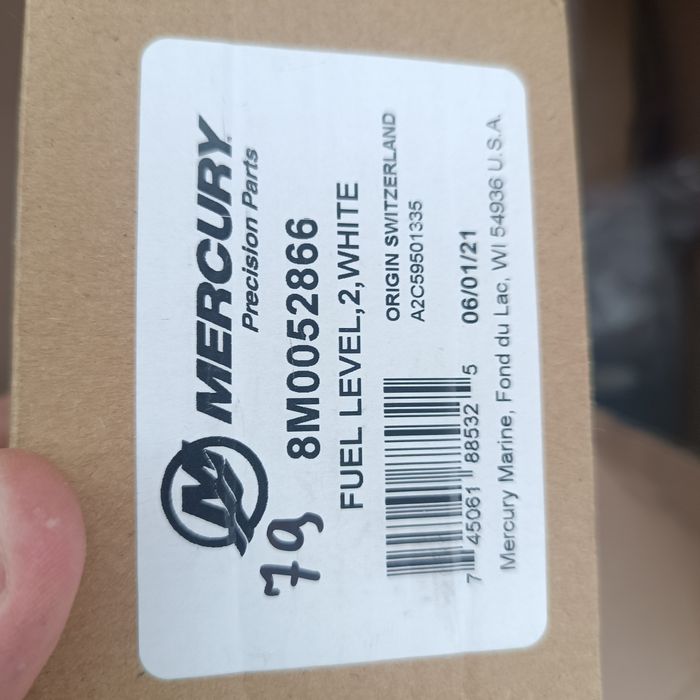 MERCURY
Precision Parts
79
8M0052866
FUEL LEVEL,2,WHITE
ORIGIN SWITZERLAND
A2C59501335
7 45061 88532 5
06/01/21
Mercury Marine, Fond du Lac, WI 54936 U.S.A.